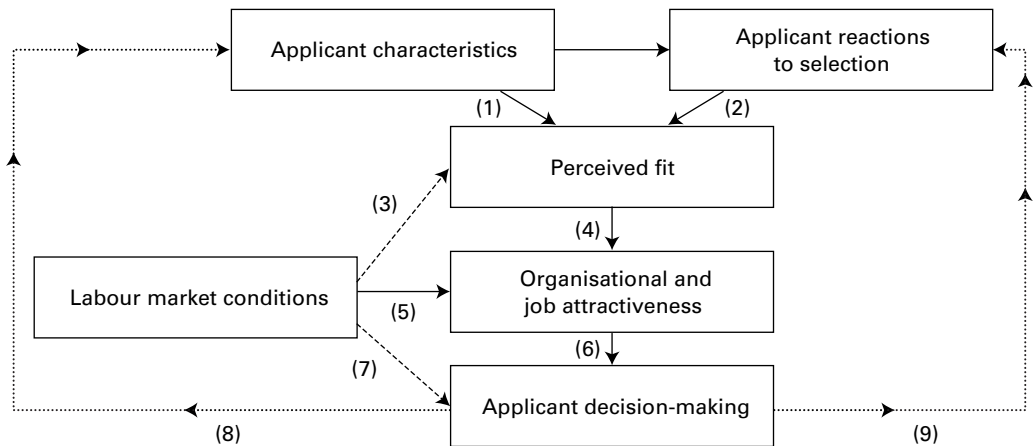 Applicant characteristics
Applicant reactions
to selection
(1)
(2)
Perceived fit
(3)
(4)
Labour market conditions
(5)
Organisational and
job attractiveness
(6)
(7)
Applicant decision-making
(8)
(9)